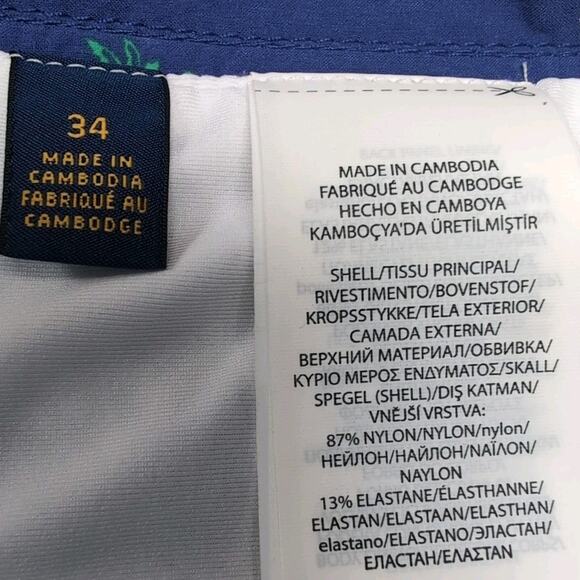 34
MADE IN
CAMBODIA
FABRIQUÉ AU
CAMBODGE
MADE IN CAMBODIA
FABRIQUÉ AU CAMBODGE
HECHO EN CAMBOYA
KAMBOÇYA'DA ÜRETİLMİŞTİR
SHELL/TISSU PRINCIPAL/
RIVESTIMENTO/BOVENSTOF/
KROPSSTYKKE/TELA EXTERIOR/
CAMADA EXTERNA/
ВЕРХНИЙ МАТЕРИАЛ/ОБВИВКА/
ΚΥΡΙΟ ΜΕΡΟΣ ΕΝΔΥΜΑΤΟΣ/SKALL/
SPEGEL (SHELL)/DIŞ KATMAN/
VNĚJŠÍ VRSTVA:
87% NYLON/NYLON/nylon/
НЕЙЛОН/НАЙЛОН/ΝΑΪΛΟΝ/
NAYLON
13% ELASTANE/ÉLASTHANNE/
ELASTAN/ELASTAAN/ELASTHAN/
elastano/ELASTANO/ЭЛАСТАН/
ЕЛАСТАН/ΕΛΑΣΤΑΝ